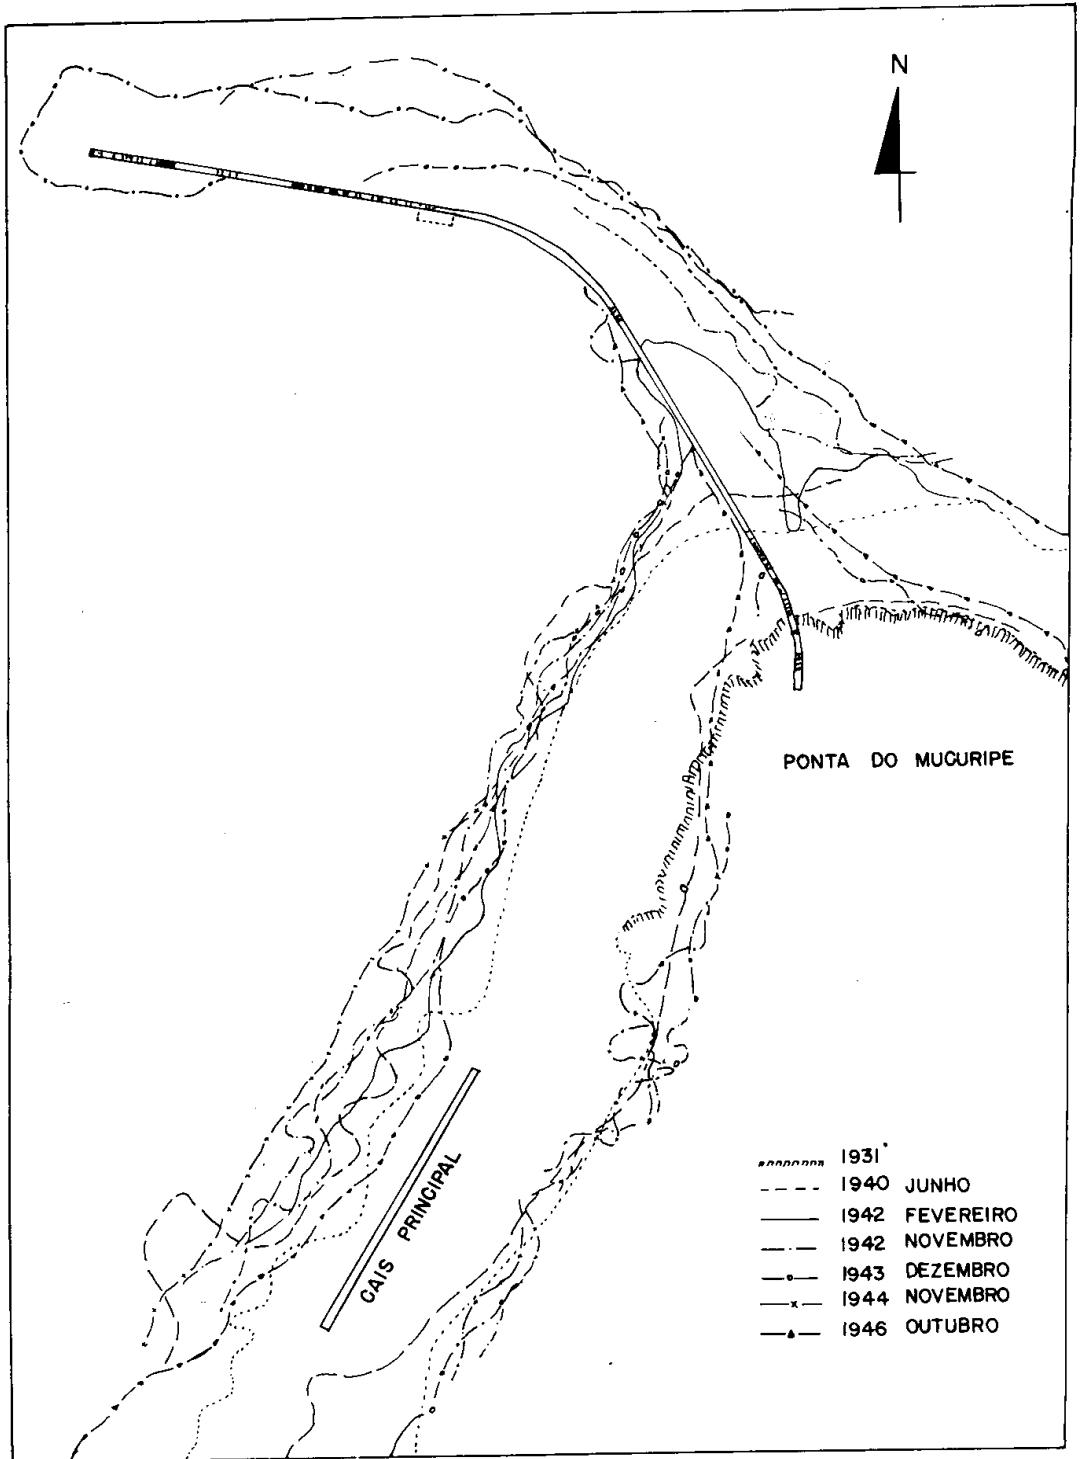 N
PONTA DO MUCURIPE
CAIS PRINCIPAL
1931
1940 JUNHO
1942 FEVEREIRO
1942 NOVEMBRO
1943 DEZEMBRO
1944 NOVEMBRO
1946 OUTUBRO